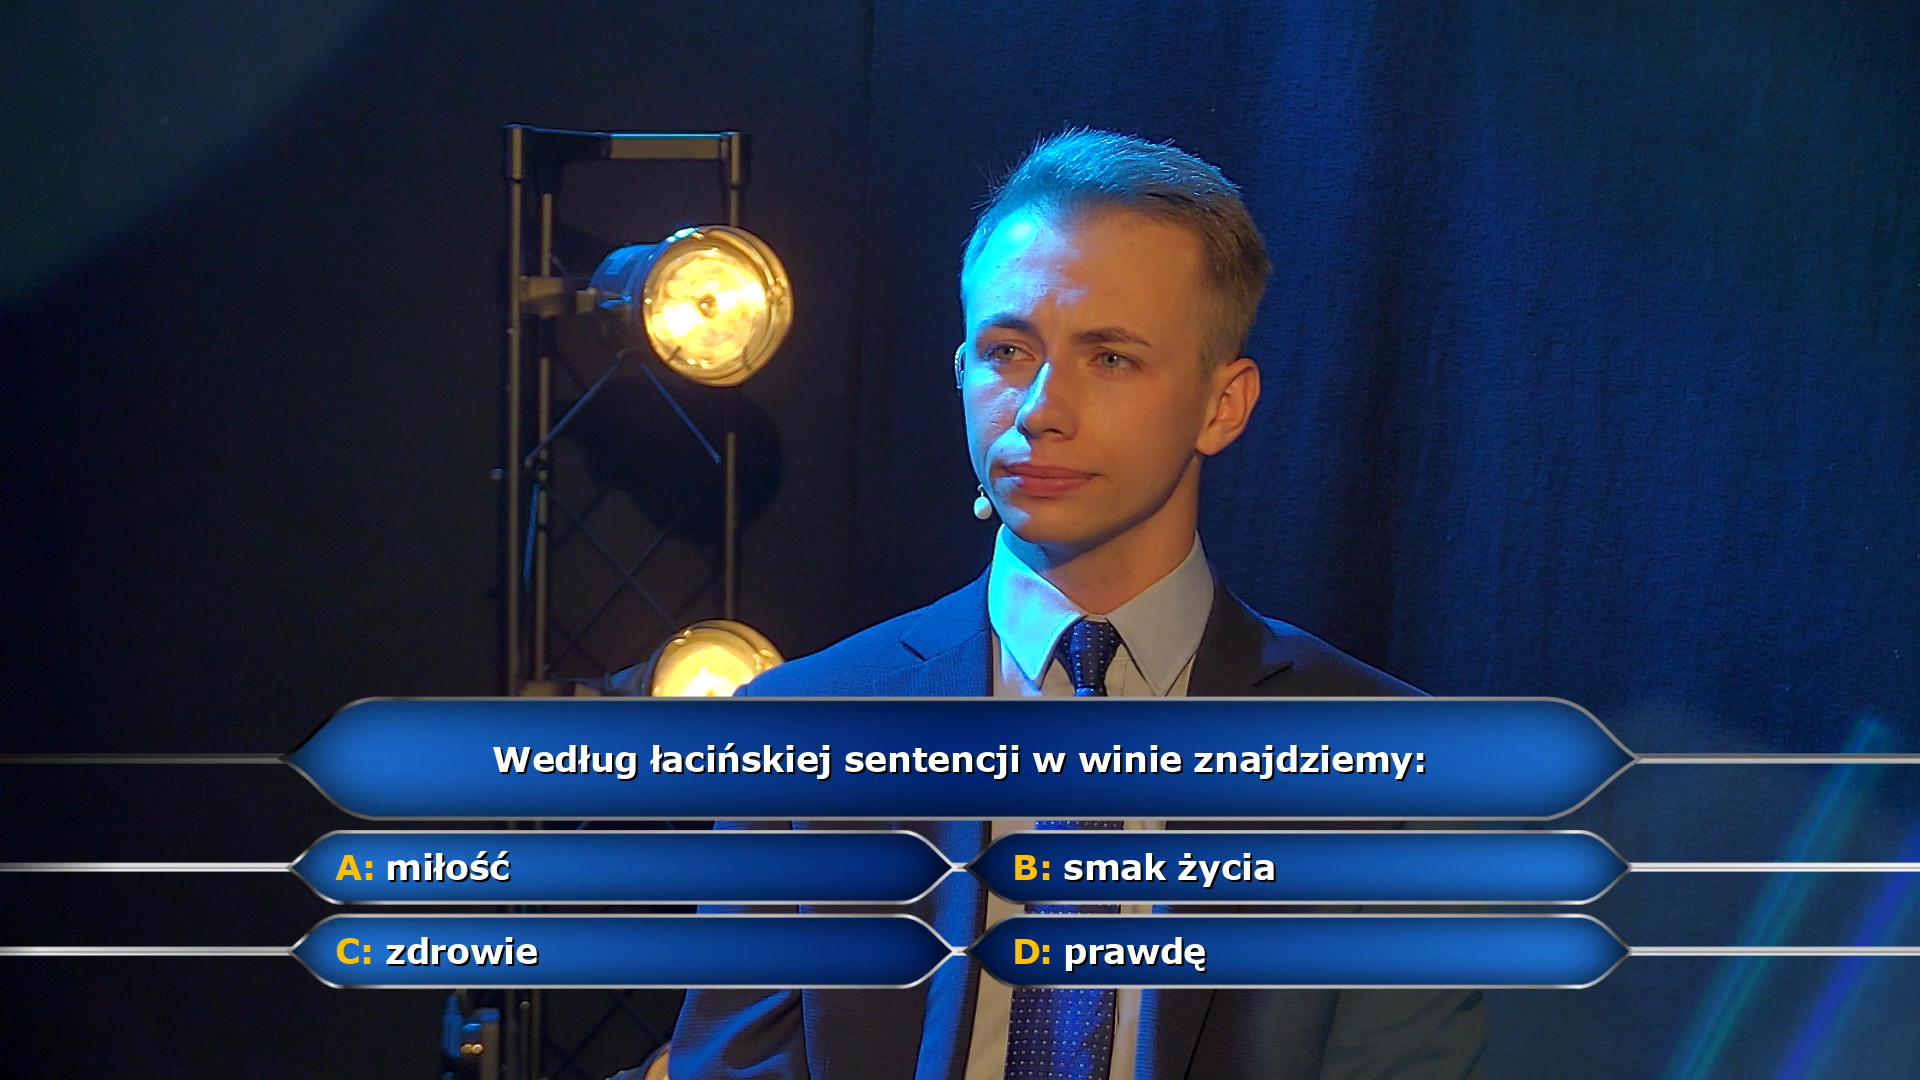 Według łacińskiej sentencji w winie znajdziemy:
A: miłość
B: smak życia
C: zdrowie
D: prawdę